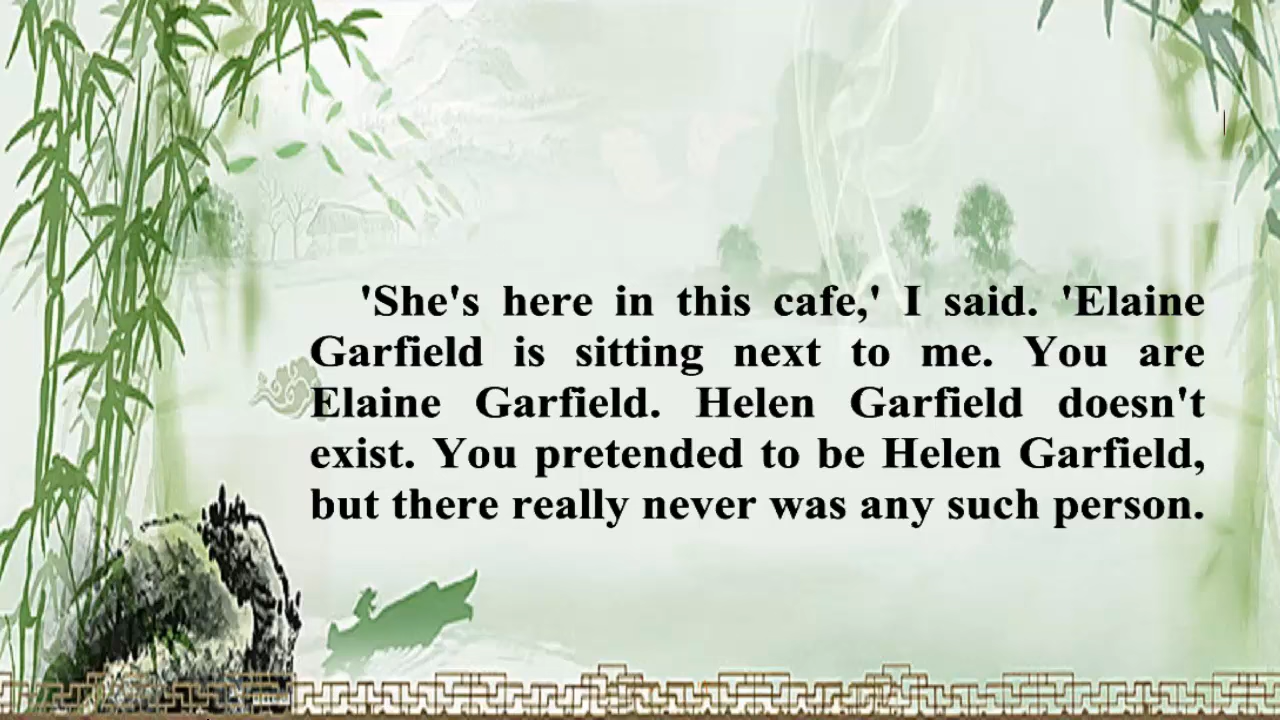 'She's here in this cafe,' I said. 'Elaine
Garfield is sitting next to me. You are
Elaine Garfield. Helen Garfield doesn't
exist. You pretended to be Helen Garfield,
but there really never was any such person.